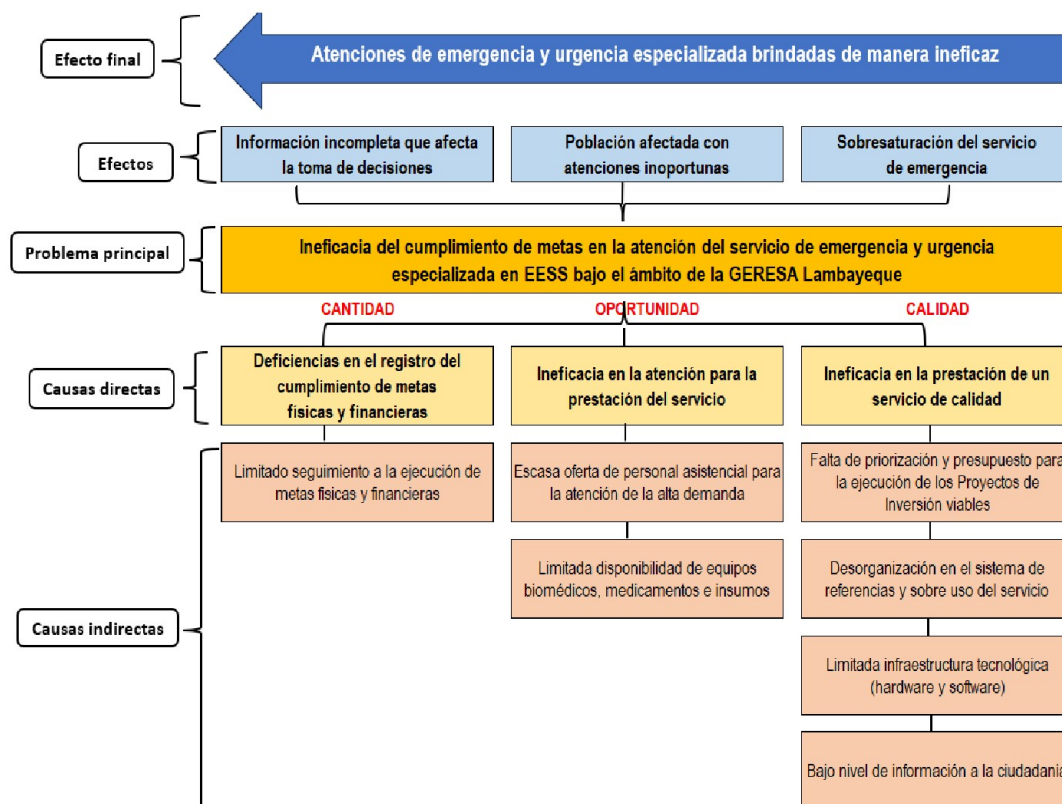 Efecto final
Atenciones de emergencia y urgencia especializada brindadas de manera ineficaz
Efectos
Información incompleta que afecta
la toma de decisiones
Población afectada con
atenciones inoportunas
Sobresaturación del servicio
de emergencia
Problema principal
Ineficacia del cumplimiento de metas en la atención del servicio de emergencia y urgencia
especializada en EESS bajo el ámbito de la GERESA Lambayeque
CANTIDAD
OPORTUNIDAD
CALIDAD
Causas directas
Deficiencias en el registro del
cumplimiento de metas
físicas y financieras
Ineficacia en la atención para la
prestación del servicio
Ineficacia en la prestación de un
servicio de calidad
Causas indirectas
Limitado seguimiento a la ejecución de
metas físicas y financieras
Escasa oferta de personal asistencial para
la atención de la alta demanda
Falta de priorización y presupuesto para
la ejecución de los Proyectos de
Inversión viables
Limitada disponibilidad de equipos
biomédicos, medicamentos e insumos
Desorganización en el sistema de
referencias y sobre uso del servicio
Limitada infraestructura tecnológica
(hardware y software)
Bajo nivel de información a la ciudadanía